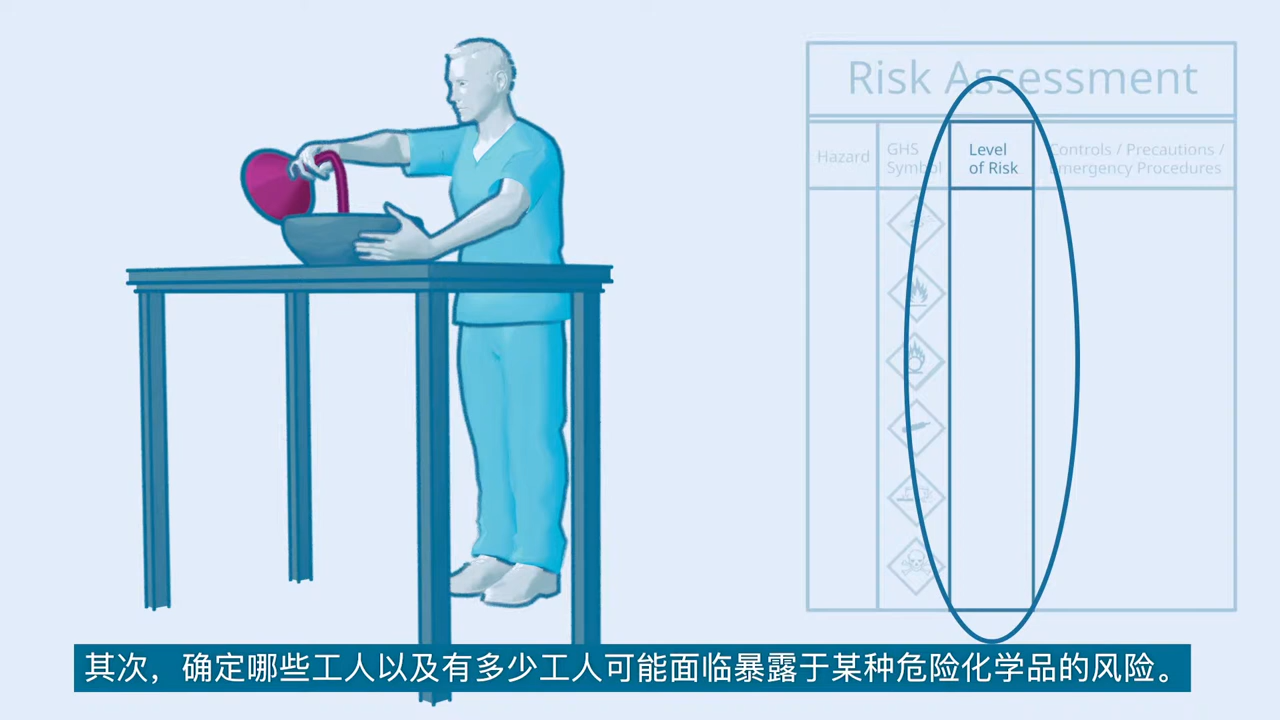 Risk Assessment
Hazard
GHS
Symbol
Level
of Risk
Controls / Precautions /
Emergency Procedures
其次，确定哪些工人以及有多少工人可能面临暴露于某种危险化学品的风险。